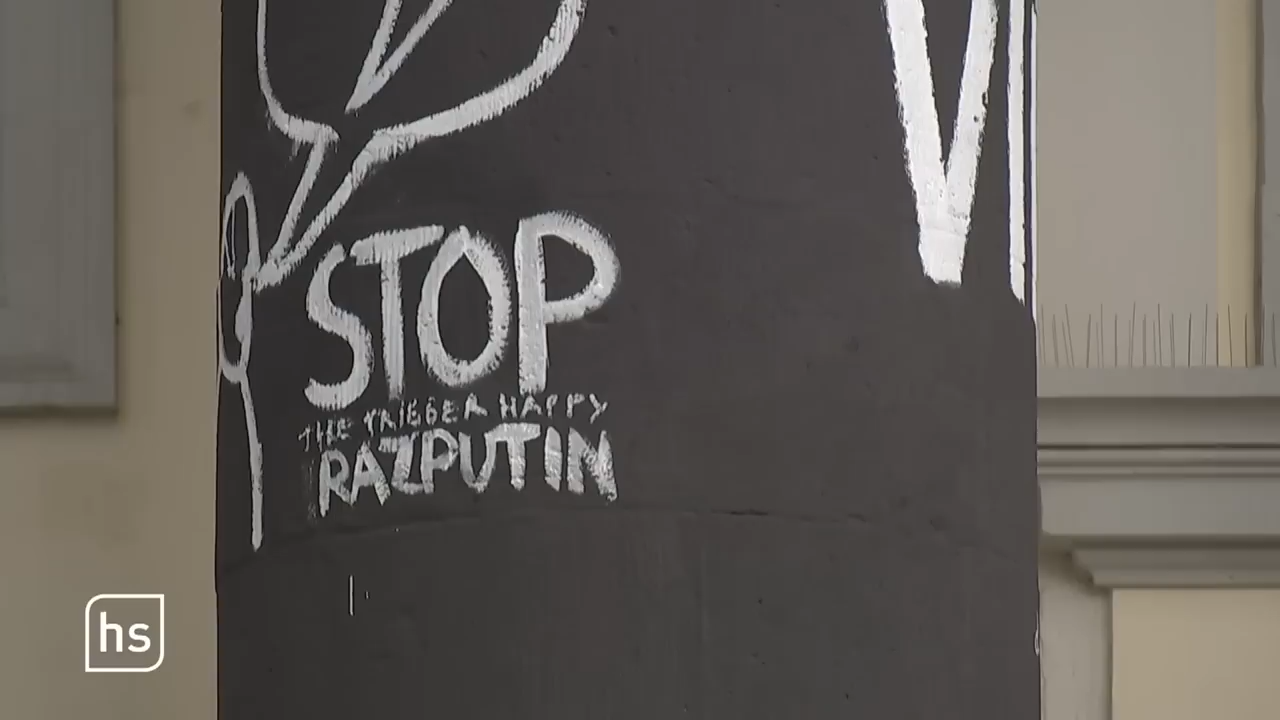 V
STOP
THE TRIGGER HAPPY
RAZPUTIN
hs